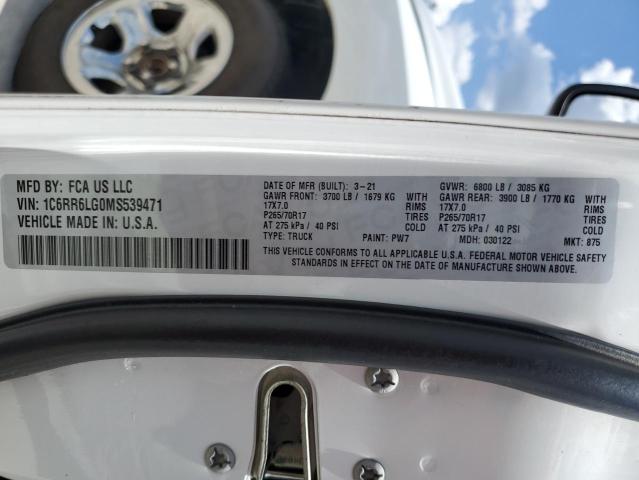 MFD BY: FCA US LLC
VIN: 1C6RR6LG0MS539471
VEHICLE MADE IN: U.S.A.
DATE OF MFR (BUILT): 3-21 GVWR: 6800 LB / 3085 KG
GAWR FRONT: 3700 LB / 1679 KG WITH GAWR REAR: 3900 LB / 1770 KG WITH
17X7.0 RIMS 17X7.0 RIMS
P265/70R17 TIRES P265/70R17 TIRES
AT 275 kPa / 40 PSI COLD AT 275 kPa / 40 PSI COLD
TYPE: TRUCK PAINT: PW7 MDH: 030122 MKT: 875
THIS VEHICLE CONFORMS TO ALL APPLICABLE U.S.A. FEDERAL MOTOR VEHICLE SAFETY
STANDARDS IN EFFECT ON THE DATE OF MANUFACTURE SHOWN ABOVE.